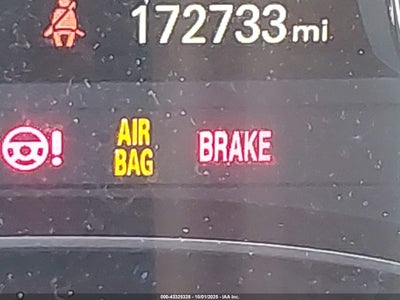 172733 mi
AIR
BAG
BRAKE
000-43329328 - 10/01/2025 - IAA Inc.